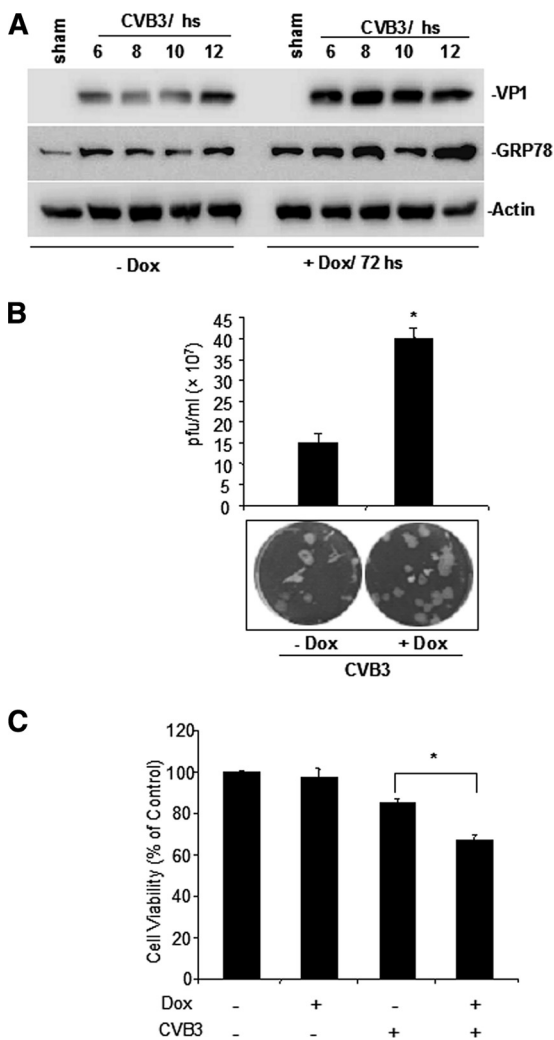 A
CVB3/ hs CVB3/ hs
sham 6 8 10 12 sham 6 8 10 12
-VP1
-GRP78
-Actin
- Dox + Dox/ 72 hs
B
*
45
40
35
30
25
20
15
10
5
0
pfu/ml (× 10⁷)
- Dox + Dox
CVB3
C
120
100
80
60
40
20
0
Cell Viability (% of Control)
*
Dox - + - +
CVB3 - - + +